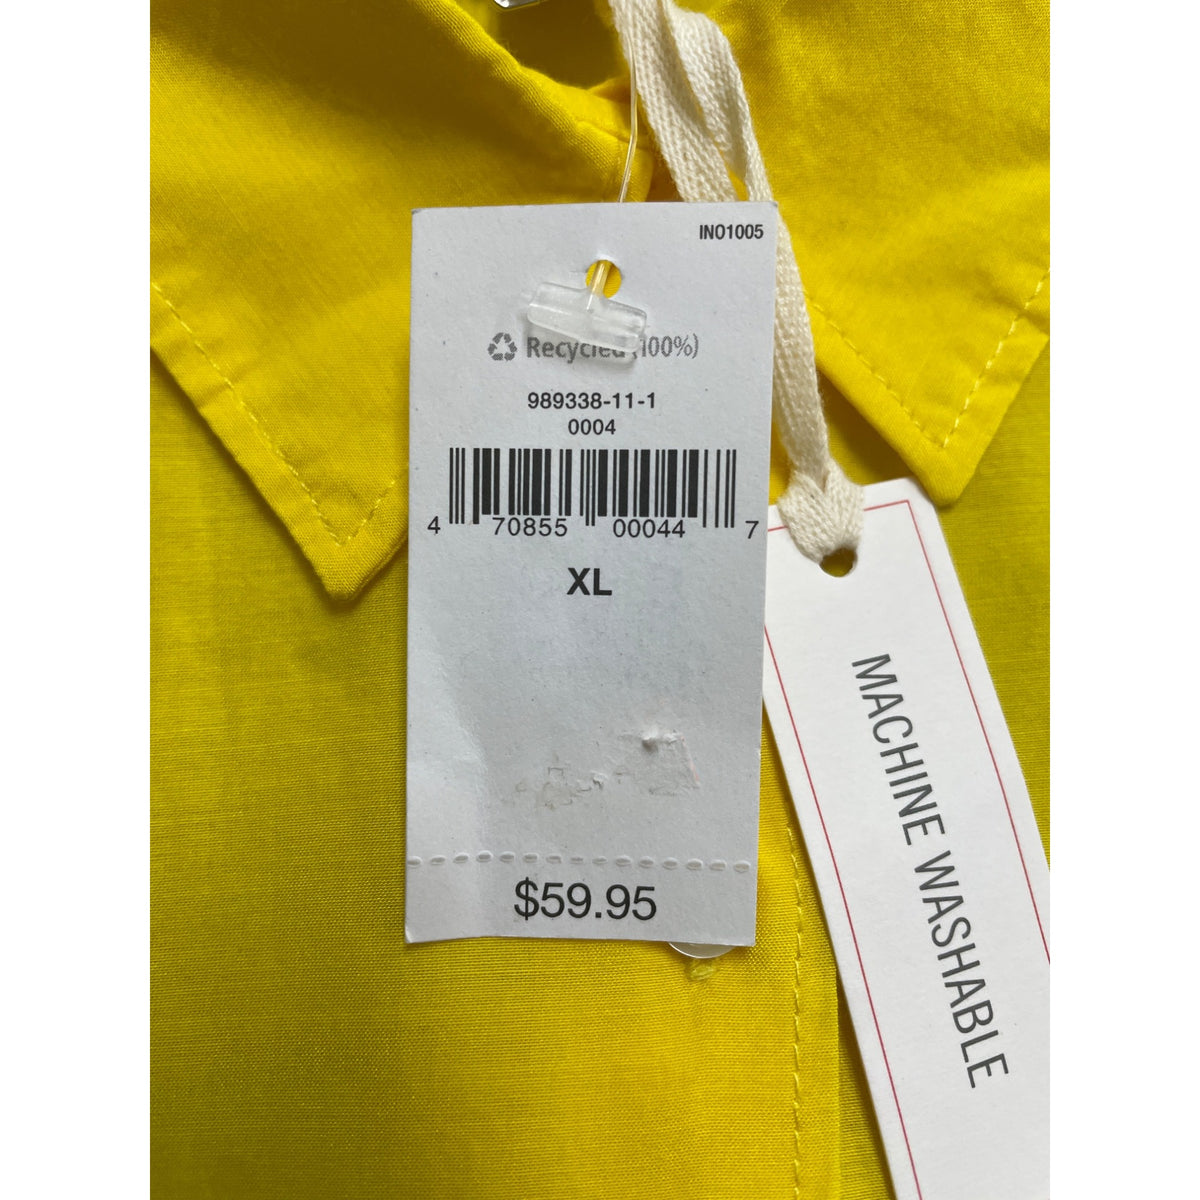 IN01005
Recycled (100%)
989338-11-1
0004
4 70855 00044 7
XL
$59.95
MACHINE WASHABLE